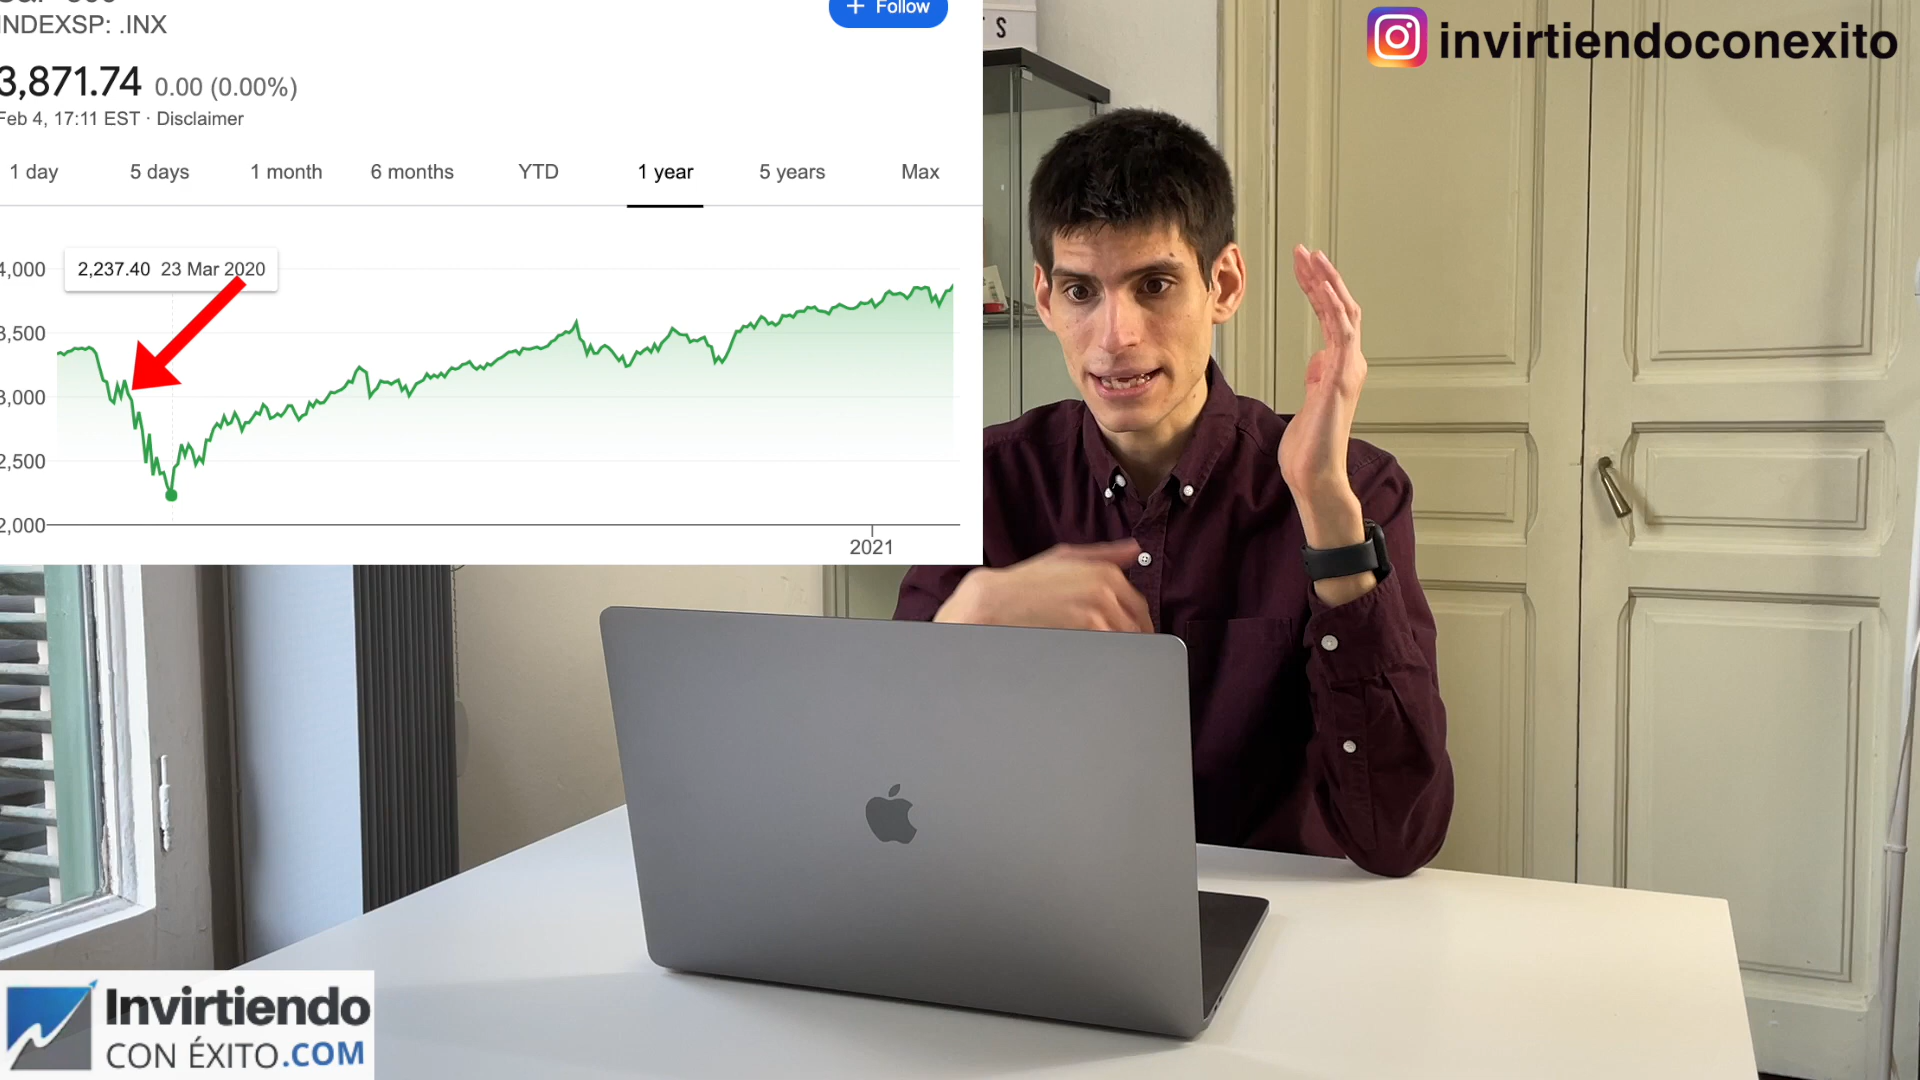 INDEXSP: .INX
+ Follow
3,871.74 0.00 (0.00%)
Feb 4, 17:11 EST · Disclaimer
1 day 5 days 1 month 6 months YTD 1 year 5 years Max
2,237.40 23 Mar 2020
4,000
3,500
3,000
2,500
2,000
2021
S
invirtiendoconexito
Invirtiendo
CON ÉXITO.COM